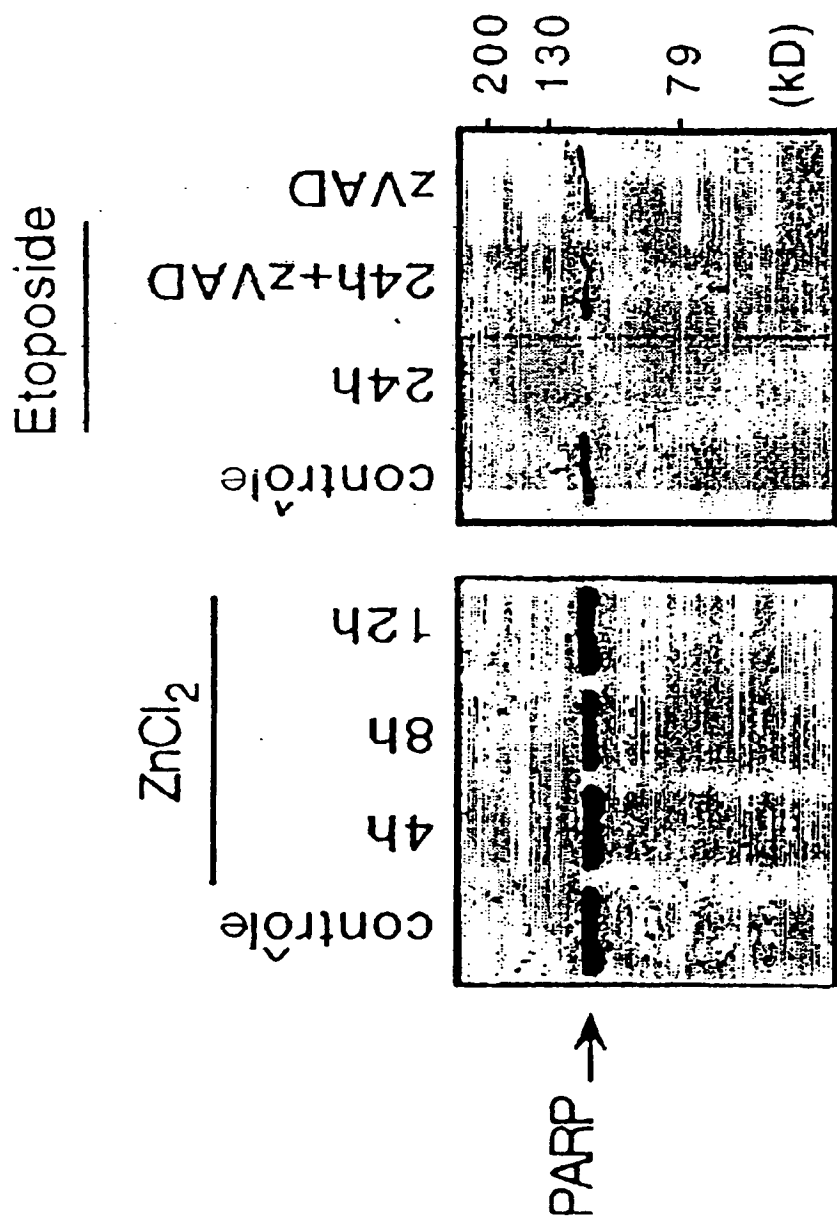 ZnCl2
Etoposide
contrôle
4h
8h
12h
contrôle
24h
24h+zVAD
zVAD
PARP →
200
130
79
(kD)